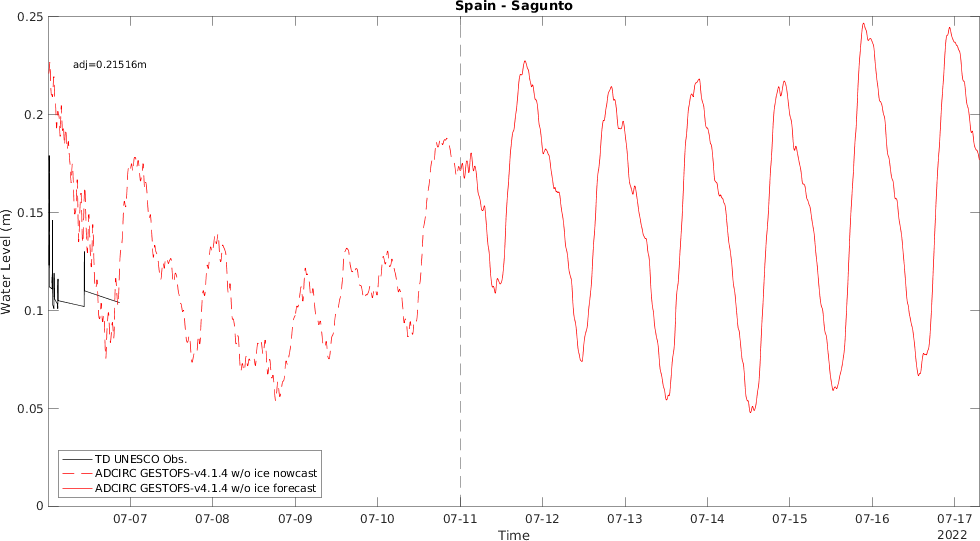 Spain - Sagunto
adj=0.21516m
0.25
0.2
0.15
0.1
0.05
0
Water Level (m)
TD UNESCO Obs.
ADCIRC GESTOFS-v4.1.4 w/o ice nowcast
ADCIRC GESTOFS-v4.1.4 w/o ice forecast
07-07 07-08 07-09 07-10 07-11 07-12 07-13 07-14 07-15 07-16 07-17
Time
2022